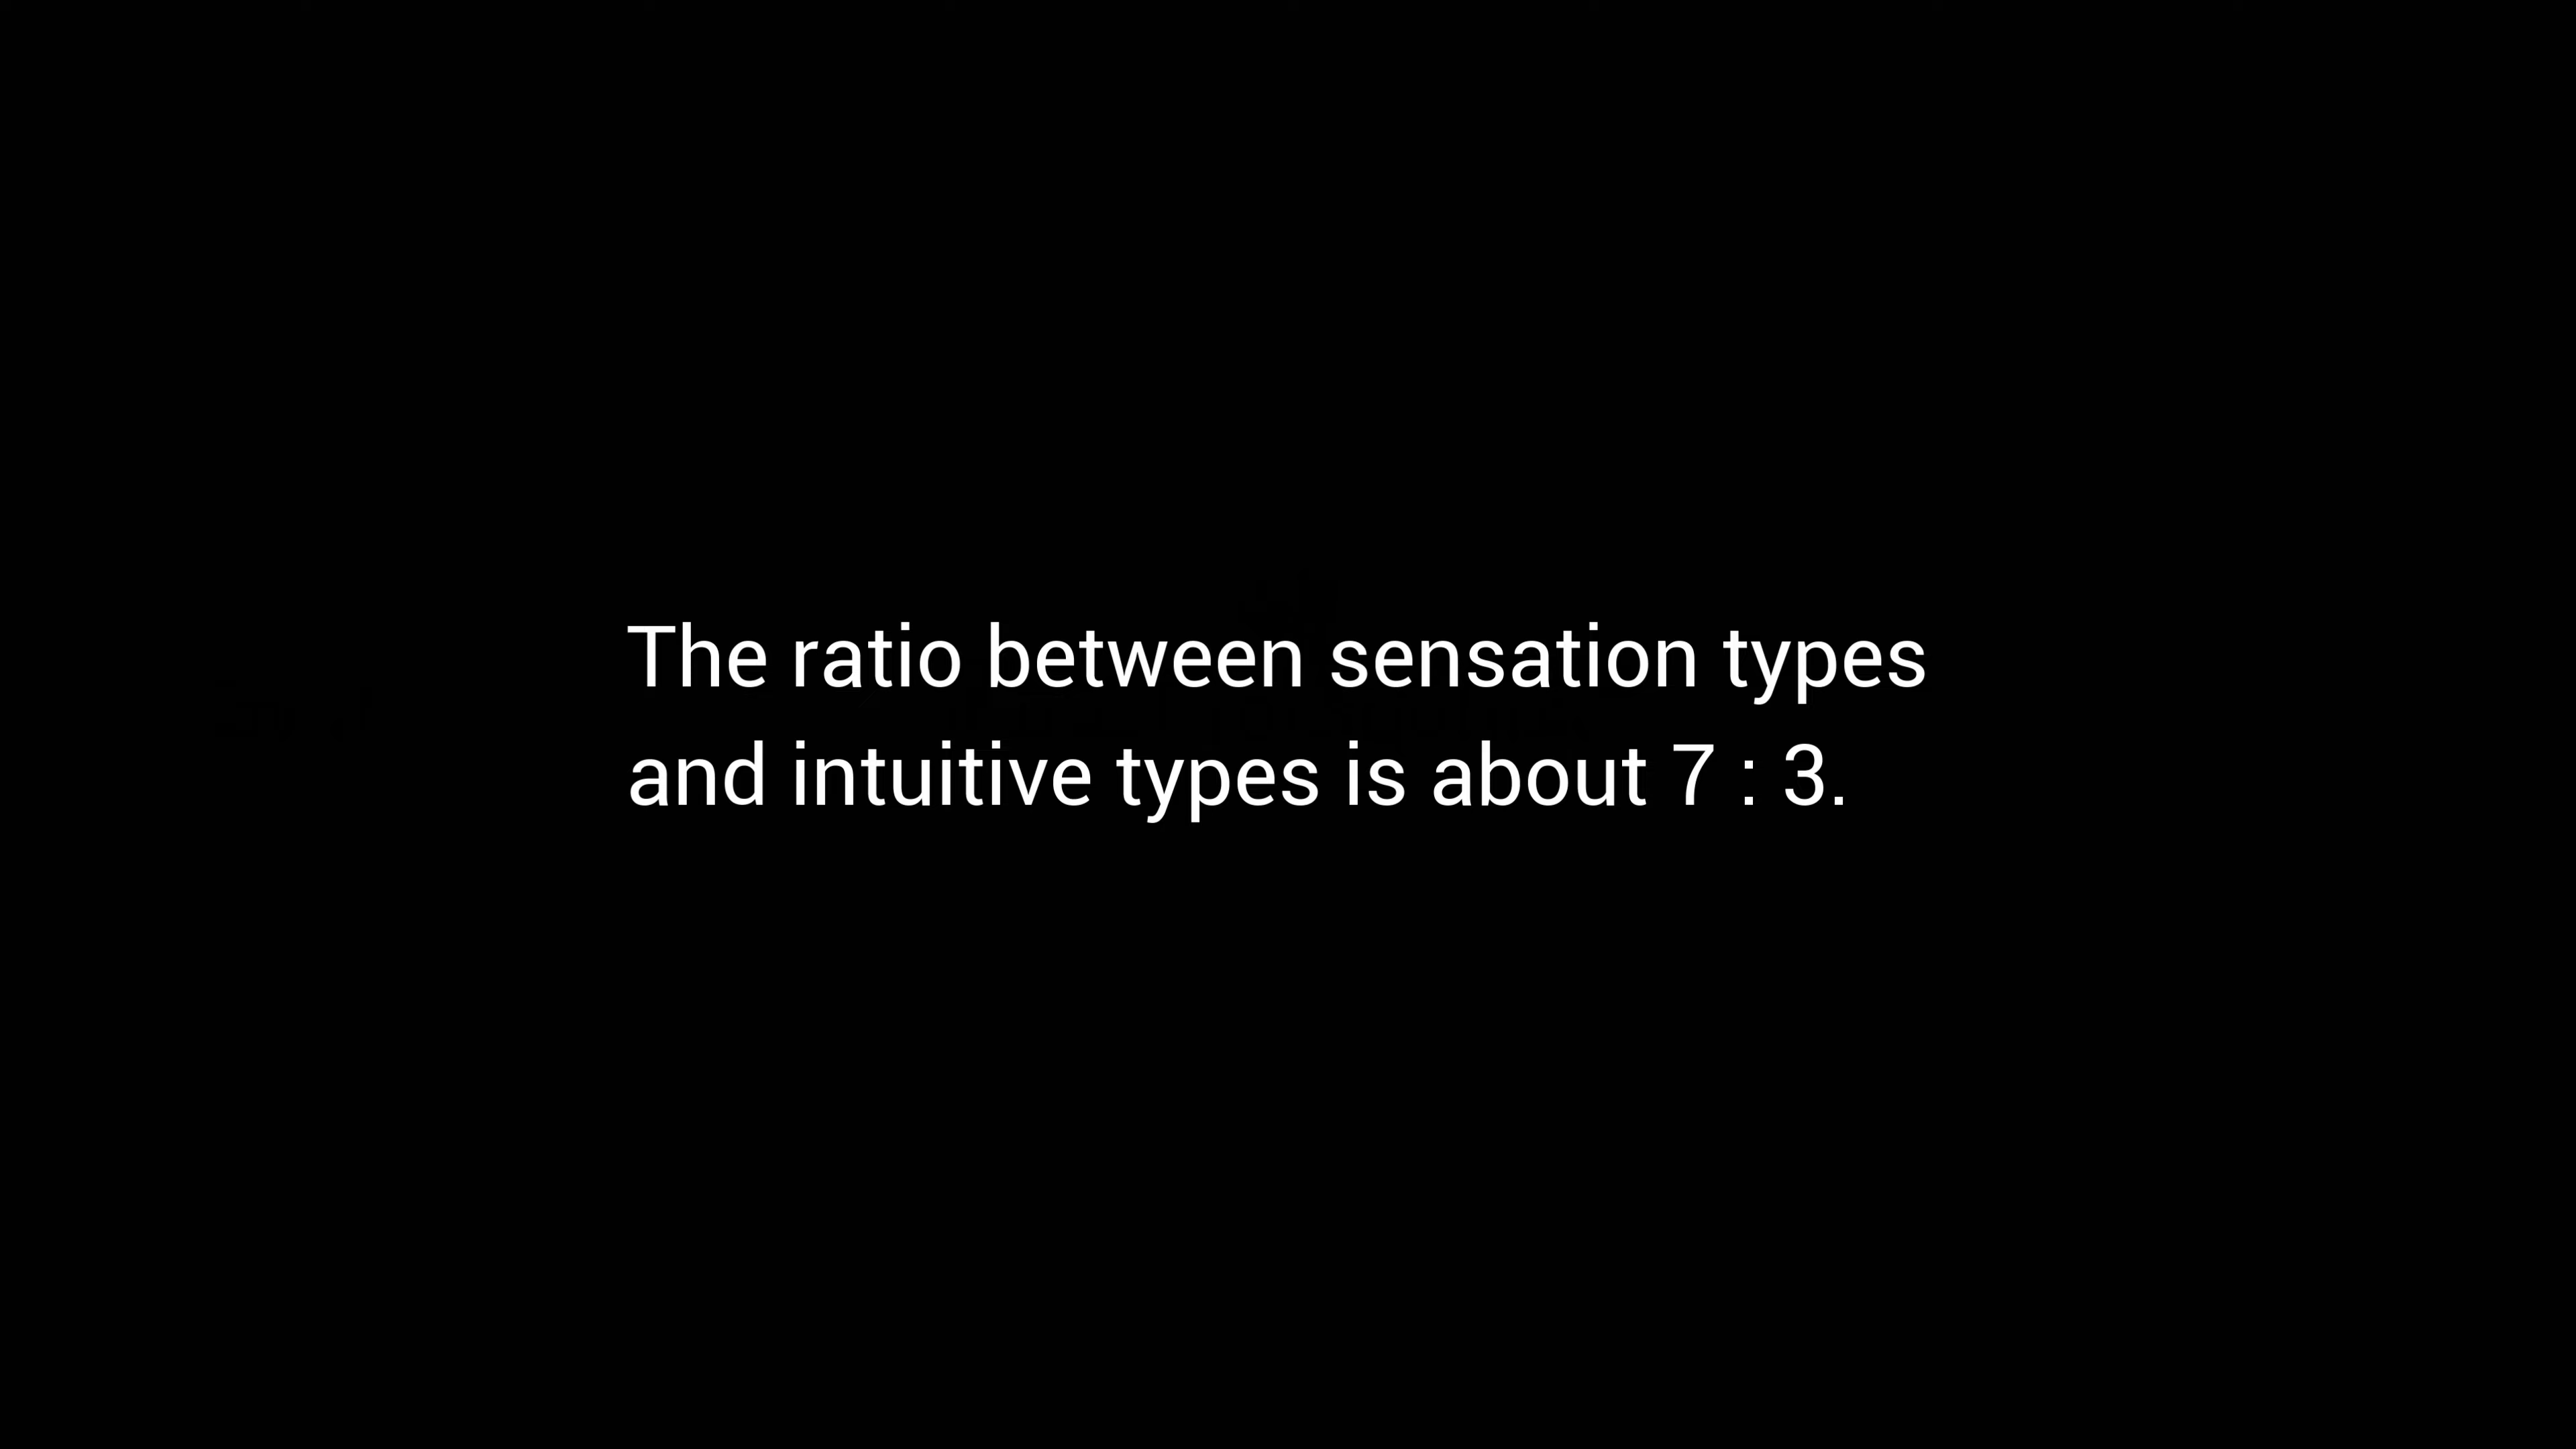 The ratio between sensation types
and intuitive types is about 7 : 3.